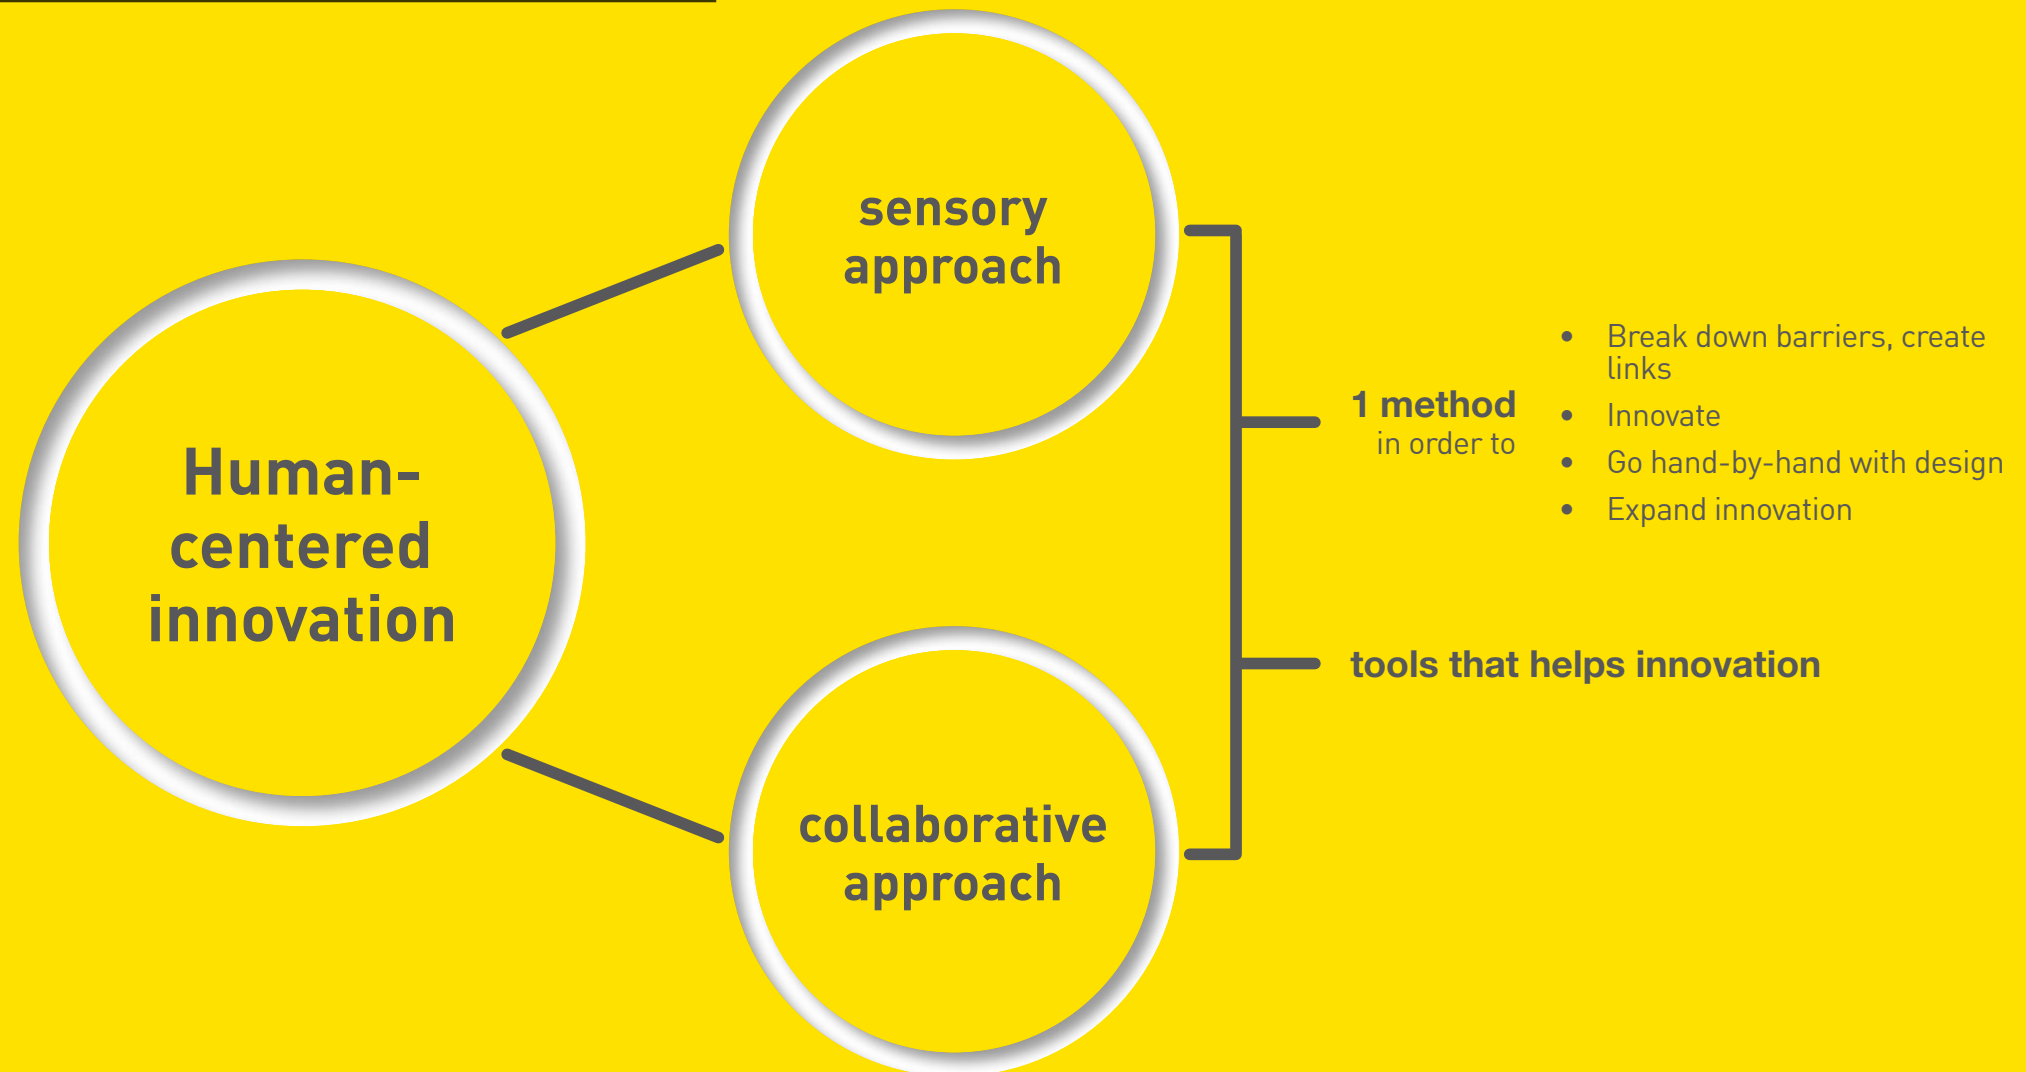 Human-
centered
innovation
sensory
approach
collaborative
approach
1 method
in order to
• Break down barriers, create
links
• Innovate
• Go hand-by-hand with design
• Expand innovation
tools that helps innovation